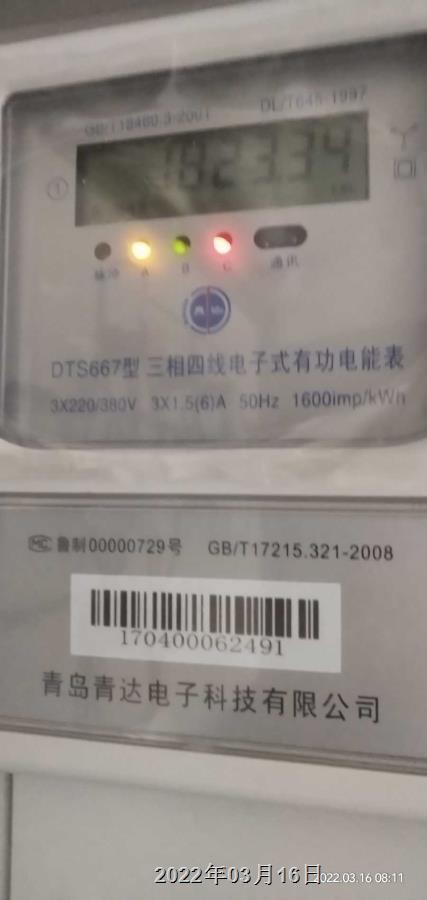 GB/T18460.3-2001 DL/T645-1997
1823.34
①
脉冲 A B C 通讯
DTS667型 三相四线电子式有功电能表
3X220/380V 3X1.5(6)A 50Hz 1600imp/kWh
MC 鲁制00000729号 GB/T17215.321-2008
170400062491
青岛青达电子科技有限公司
2022年03月16日
2022.03.16 08:11